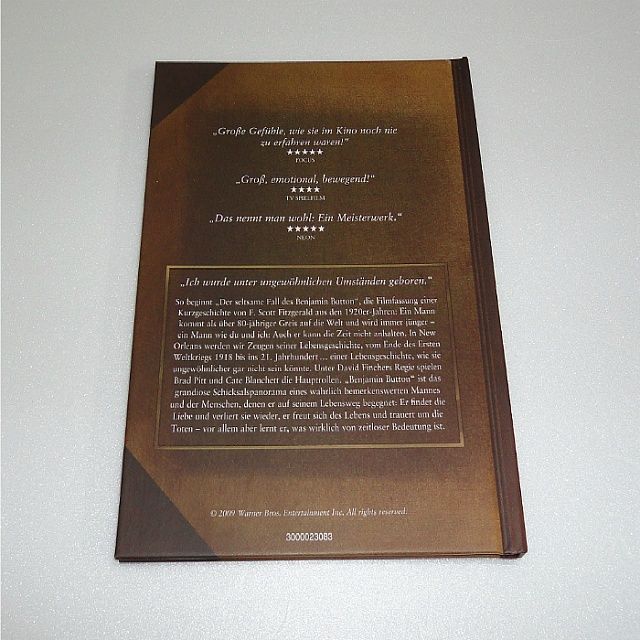 „Große Gefühle, wie sie im Kino noch nie
zu erfahren waren!“
★★★★★
FOCUS
„Groß, emotional, bewegend!“
★★★★
TV SPIELFILM
„Das nennt man wohl: Ein Meisterwerk.“
★★★★★
NEON
„Ich wurde unter ungewöhnlichen Umständen geboren.“
So beginnt „Der seltsame Fall des Benjamin Button“, die Filmfassung einer
Kurzgeschichte von F. Scott Fitzgerald aus den 1920er-Jahren: Ein Mann
kommt als über 80-jähriger Greis auf die Welt und wird immer jünger –
ein Mann wie du und ich: Auch er kann die Zeit nicht anhalten. In New
Orleans werden wir Zeugen seiner Lebensgeschichte, vom Ende des Ersten
Weltkriegs 1918 bis ins 21. Jahrhundert ... einer Lebensgeschichte, wie sie
ungewöhnlicher gar nicht sein könnte. Unter David Finchers Regie spielen
Brad Pitt und Cate Blanchett die Hauptrollen. „Benjamin Button“ ist das
grandiose Schicksalspanorama eines wahrlich bemerkenswerten Mannes
und der Menschen, denen er auf seinem Lebensweg begegnet: Er findet die
Liebe und verliert sie wieder, er freut sich des Lebens und trauert um die
Toten – vor allem aber lernt er, was wirklich von zeitloser Bedeutung ist.
© 2009 Warner Bros. Entertainment Inc. All rights reserved.
3000023083